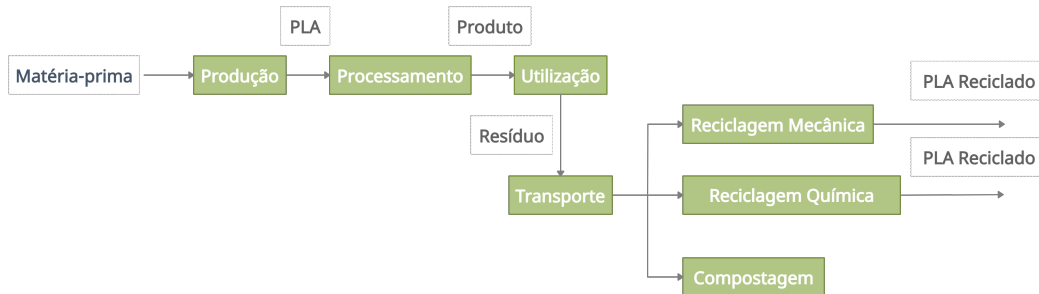 PLA
Produto
Matéria-prima
Produção
Processamento
Utilização
PLA Reciclado
Resíduo
Reciclagem Mecânica
PLA Reciclado
Transporte
Reciclagem Química
Compostagem